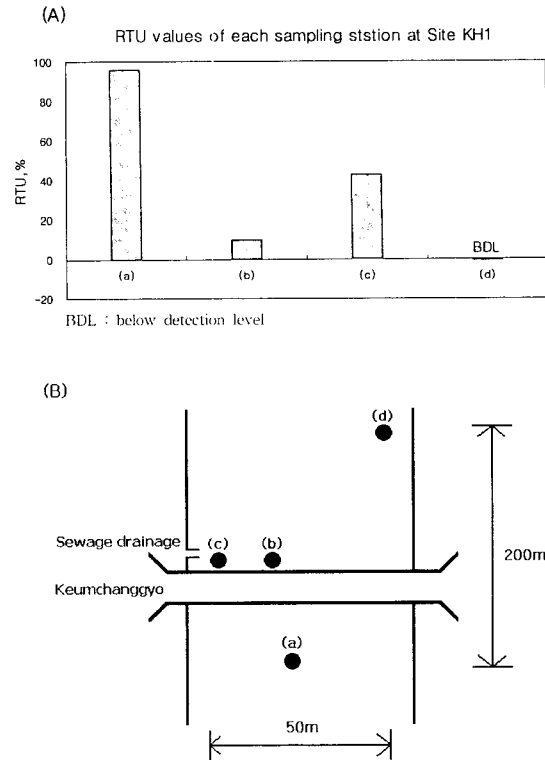 (A)
RTU values of each sampling ststion at Site KH1
100
80
60
40
20
0
-20
RTU,%
BDL
(a) (b) (c) (d)
BDL : below detection level
(B)
(d)
Sewage drainage (c) (b)
200m
Keumchanggyo
(a)
50m